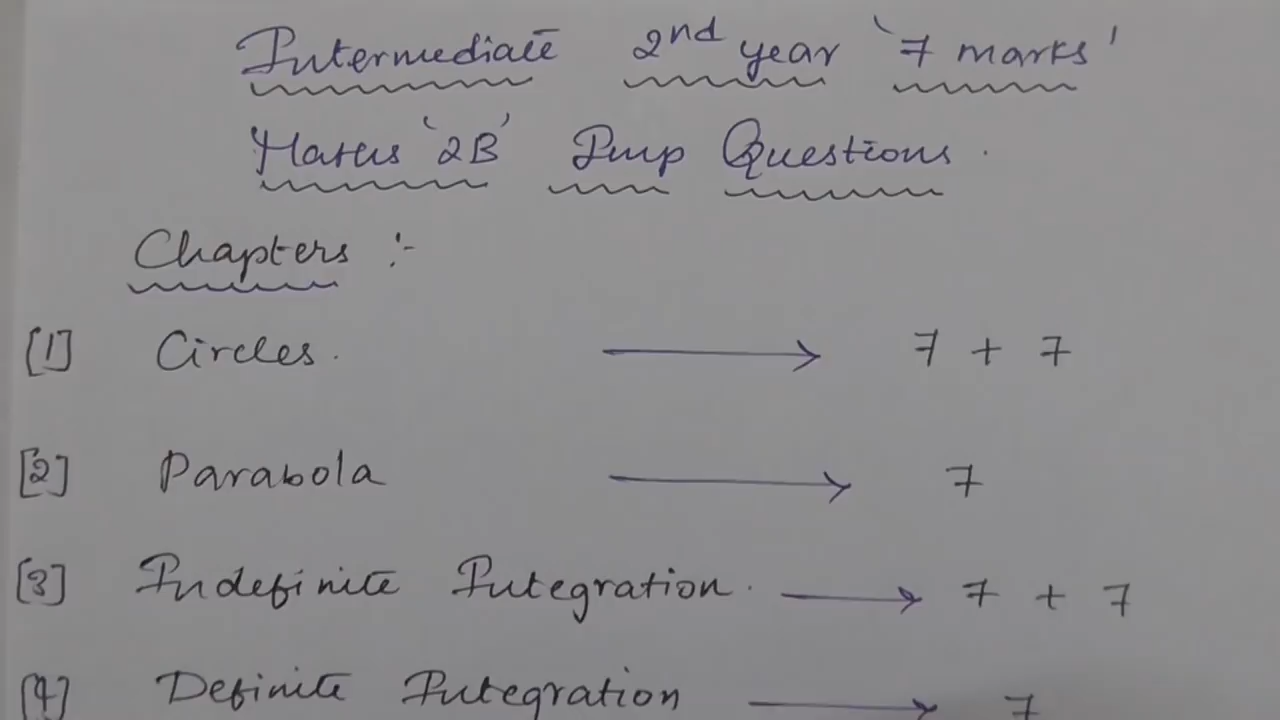 Intermediate 2nd year '7 marks'
Maths '2B' Imp Questions.
Chapters :-
[1] Circles. → 7 + 7
[2] Parabola → 7
[3] Indefinite Integration. → 7 + 7
[4] Definite Integration → 7